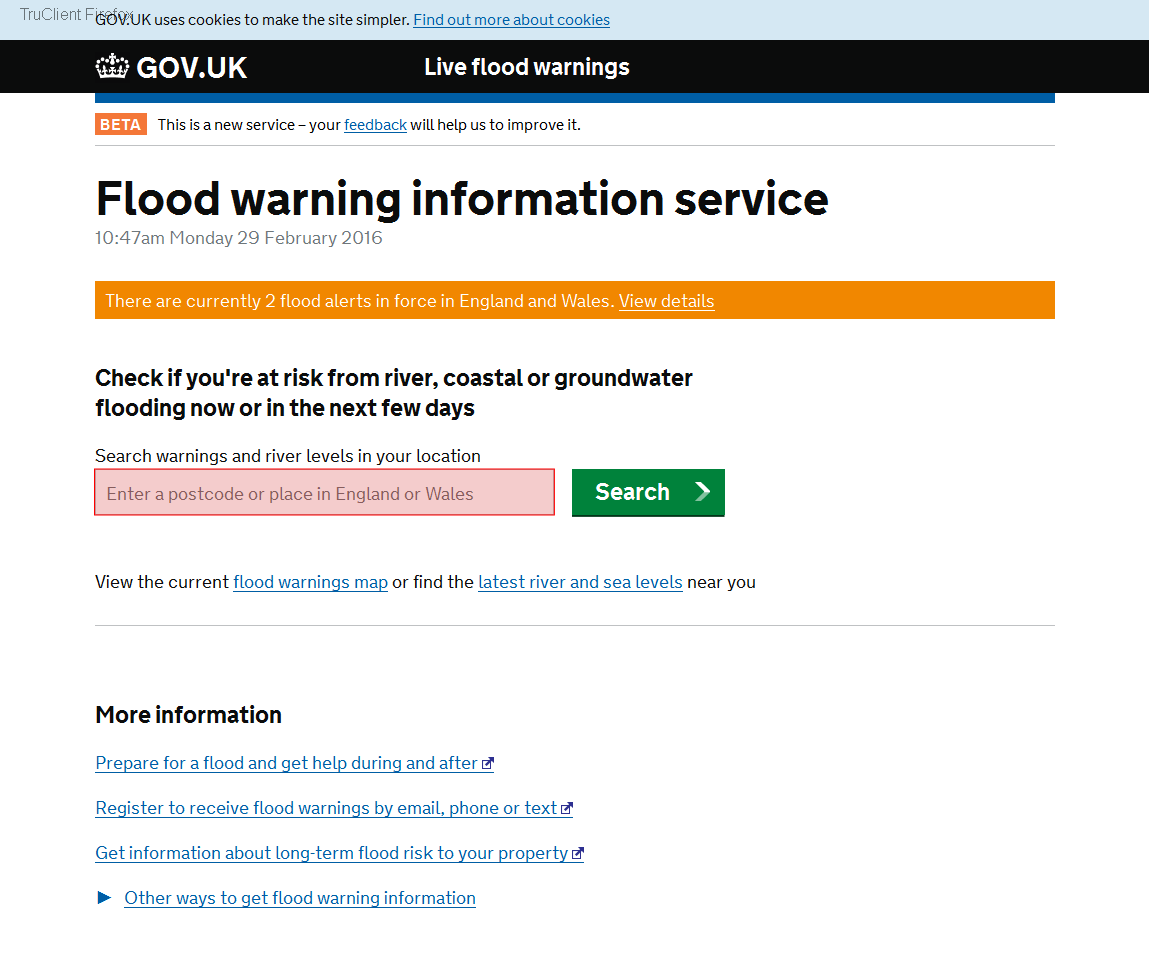 TruClient Firefox
GOV.UK uses cookies to make the site simpler. Find out more about cookies
GOV.UK Live flood warnings
BETA This is a new service – your feedback will help us to improve it.
Flood warning information service
10:47am Monday 29 February 2016
There are currently 2 flood alerts in force in England and Wales. View details
Check if you're at risk from river, coastal or groundwater
flooding now or in the next few days
Search warnings and river levels in your location
Enter a postcode or place in England or Wales Search
View the current flood warnings map or find the latest river and sea levels near you
More information
Prepare for a flood and get help during and after
Register to receive flood warnings by email, phone or text
Get information about long-term flood risk to your property
Other ways to get flood warning information